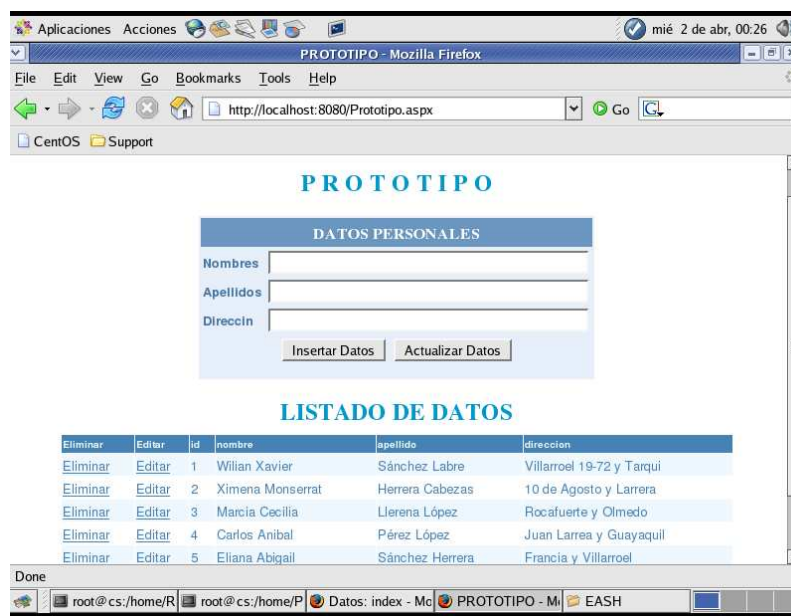 Aplicaciones Acciones mié 2 de abr, 00:26
PROTOTIPO - Mozilla Firefox
File Edit View Go Bookmarks Tools Help
http://localhost:8080/Prototipo.aspx Go G
CentOS Support
P R O T O T I P O
DATOS PERSONALES
Nombres
Apellidos
Direccin
Insertar Datos Actualizar Datos
LISTADO DE DATOS
Eliminar Editar id nombre apellido direccion
Eliminar Editar 1 Wilian Xavier Sánchez Labre Villarroel 19-72 y Tarqui
Eliminar Editar 2 Ximena Monserrat Herrera Cabezas 10 de Agosto y Larrera
Eliminar Editar 3 Marcia Cecilia Llerena López Rocafuerte y Olmedo
Eliminar Editar 4 Carlos Anibal Pérez López Juan Larrea y Guayaquil
Eliminar Editar 5 Eliana Abigail Sánchez Herrera Francia y Villarroel
Done
root@cs:/home/R root@cs:/home/P Datos: index - Mo PROTOTIPO - M EASH